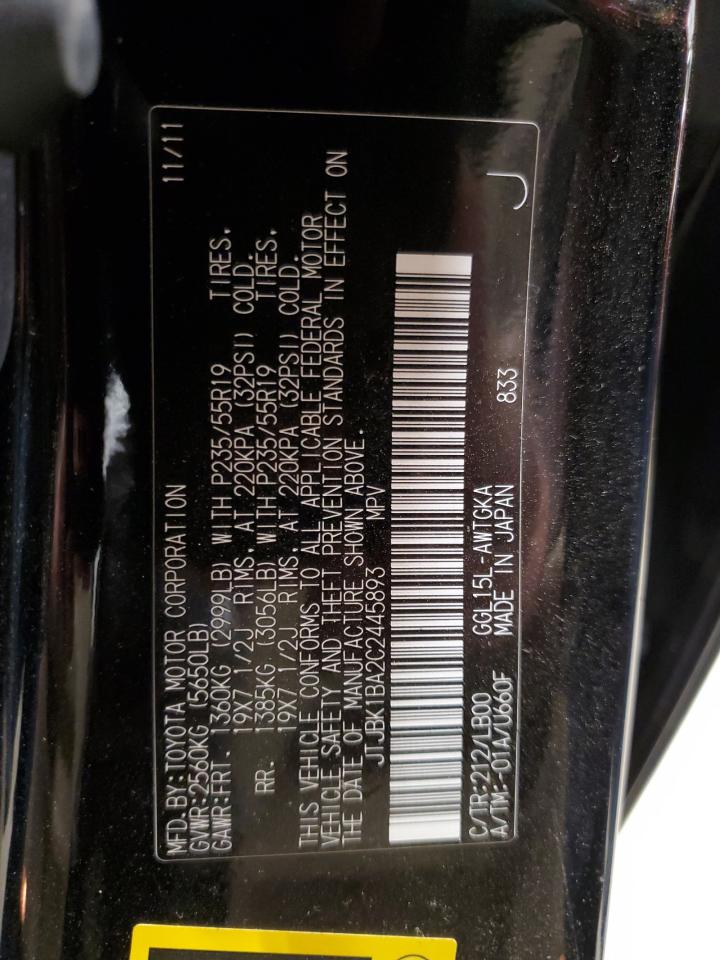 MFD. BY: TOYOTA MOTOR CORPORATION 11/11
GVWR: 2560KG (5650LB)
GAWR: FRT. 1360KG (2999LB) WITH P235/55R19 TIRES,
19X7 1/2J RIMS, AT 220KPA (32PSI) COLD.
RR. 1385KG (3056LB) WITH P235/55R19 TIRES,
19X7 1/2J RIMS, AT 220KPA (32PSI) COLD.
THIS VEHICLE CONFORMS TO ALL APPLICABLE FEDERAL MOTOR
VEHICLE SAFETY AND THEFT PREVENTION STANDARDS IN EFFECT ON
THE DATE OF MANUFACTURE SHOWN ABOVE.
JTJBK1BA2C2445893 MPV
C/TR: 212/LB00 GGL15L-AWTGKA 833 J
A/TM: -01A/U660F MADE IN JAPAN